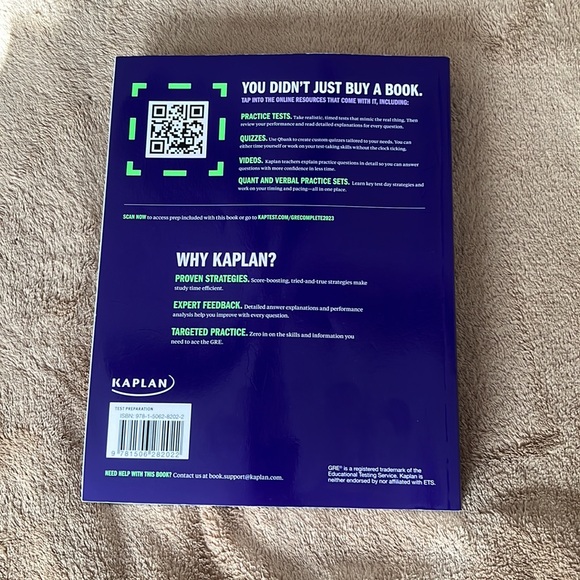 YOU DIDN'T JUST BUY A BOOK.
TAP INTO THE ONLINE RESOURCES THAT COME WITH IT, INCLUDING:
PRACTICE TESTS. Take realistic, timed tests that mimic the real thing. Then
review your performance and read detailed explanations for every question.
QUIZZES. Use Qbank to create custom quizzes tailored to your needs. You can
either time yourself or work on your test-taking skills without the clock ticking.
VIDEOS. Kaplan teachers explain practice questions in detail so you can answer
questions with more confidence in less time.
QUANT AND VERBAL PRACTICE SETS. Learn key test day strategies and
work on your timing and pacing—all in one place.
SCAN NOW to access prep included with this book or go to KAPTEST.COM/GRECOMPLETE2023
WHY KAPLAN?
PROVEN STRATEGIES. Score-boosting, tried-and-true strategies make
study time efficient.
EXPERT FEEDBACK. Detailed answer explanations and performance
analysis help you improve with every question.
TARGETED PRACTICE. Zero in on the skills and information you
need to ace the GRE.
KAPLAN
TEST PREPARATION
ISBN: 978-1-5062-8202-2
9 781506 282022
NEED HELP WITH THIS BOOK? Contact us at book.support@kaplan.com.
GRE® is a registered trademark of the
Educational Testing Service. Kaplan is
neither endorsed by nor affiliated with ETS.